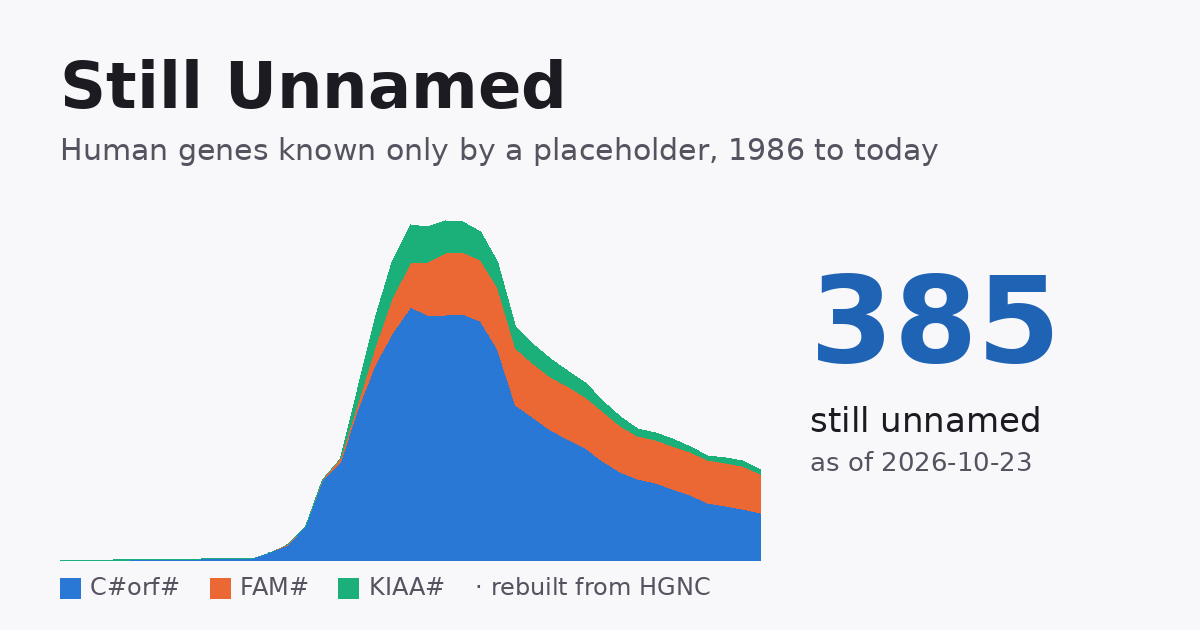 Still Unnamed
Human genes known only by a placeholder, 1986 to today
385
still unnamed
as of 2026-10-23
C#orf# FAM# KIAA# · rebuilt from HGNC